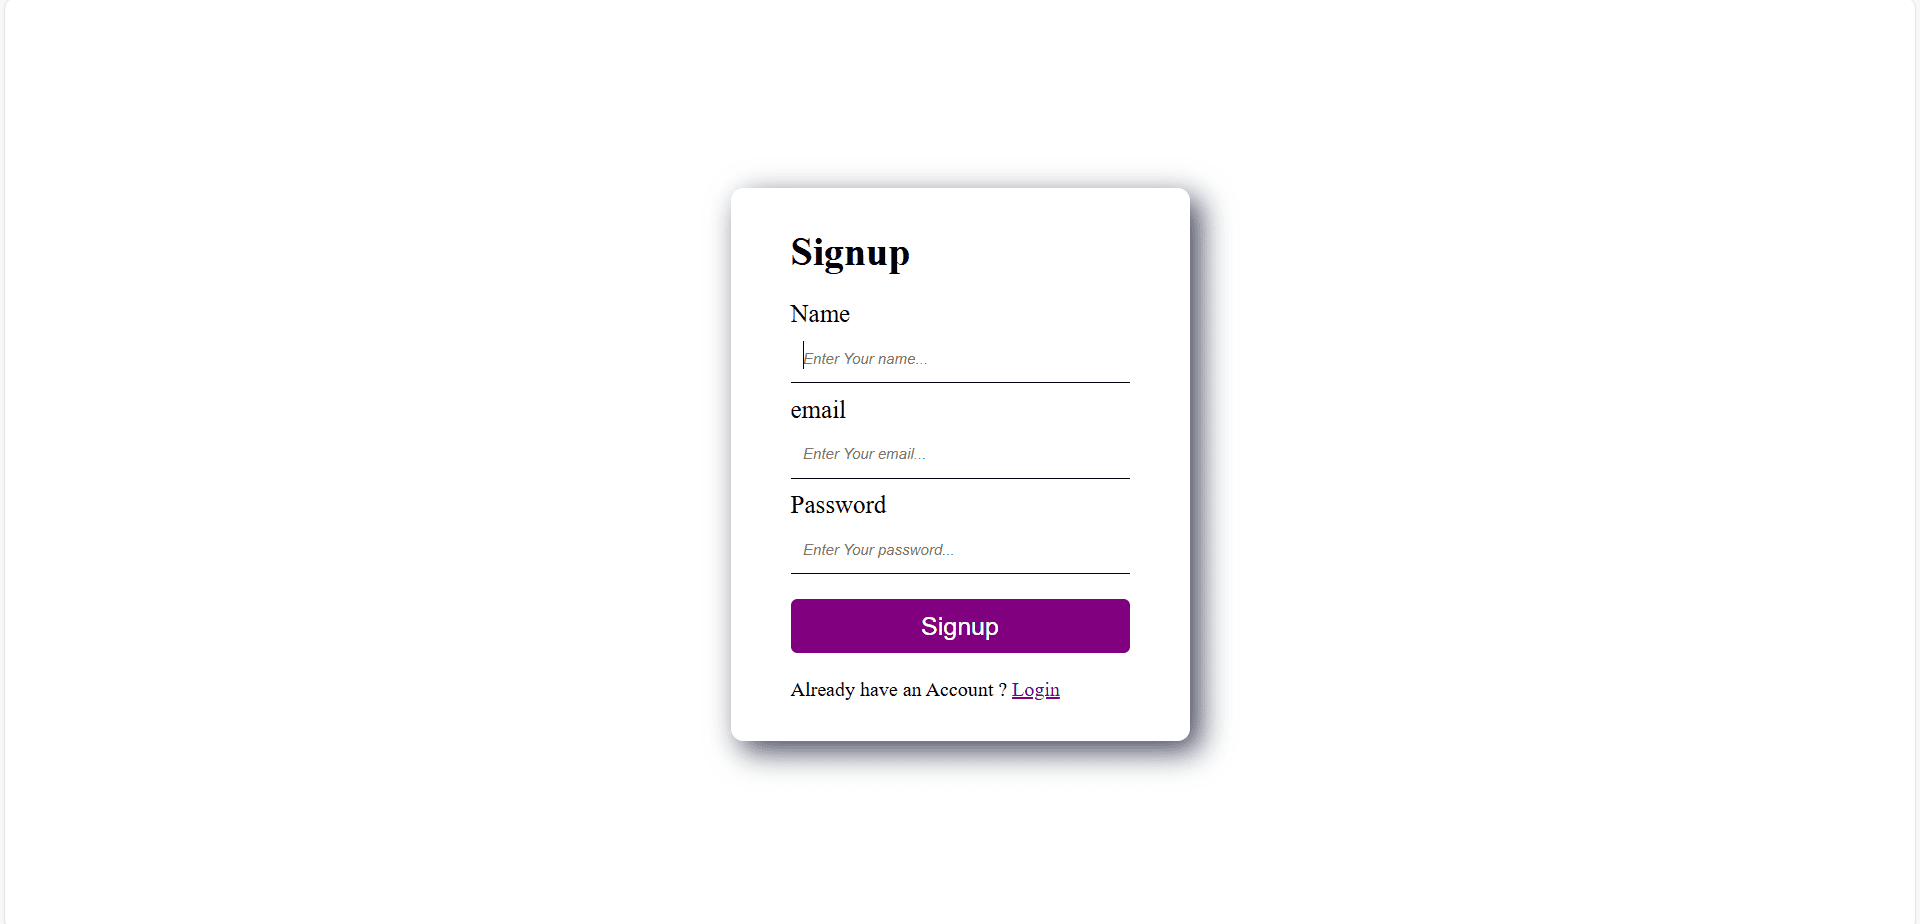 Signup
Name
Enter Your name...
email
Enter Your email...
Password
Enter Your password...
Signup
Already have an Account ? Login